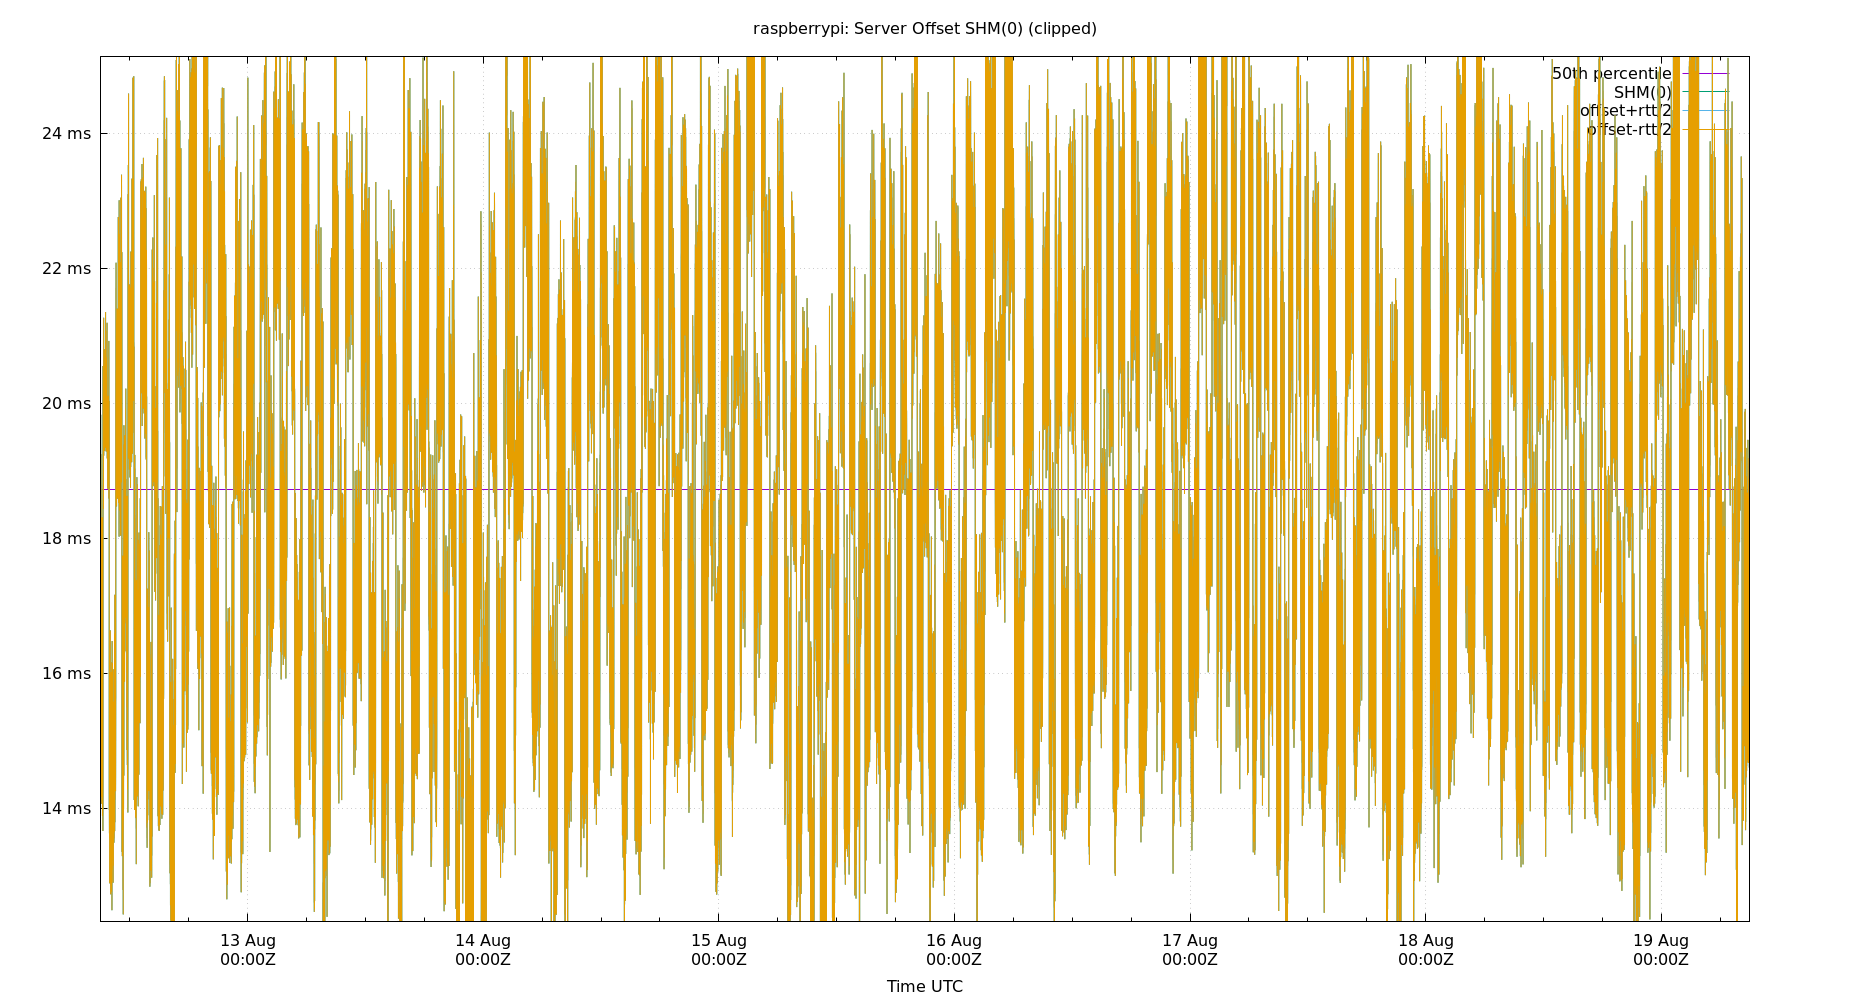 raspberrypi: Server Offset SHM(0) (clipped)
50th percentile
SHM(0)
offset+rtt/2
offset-rtt/2
24 ms
22 ms
20 ms
18 ms
16 ms
14 ms
13 Aug 14 Aug 15 Aug 16 Aug 17 Aug 18 Aug 19 Aug
00:00Z 00:00Z 00:00Z 00:00Z 00:00Z 00:00Z 00:00Z
Time UTC